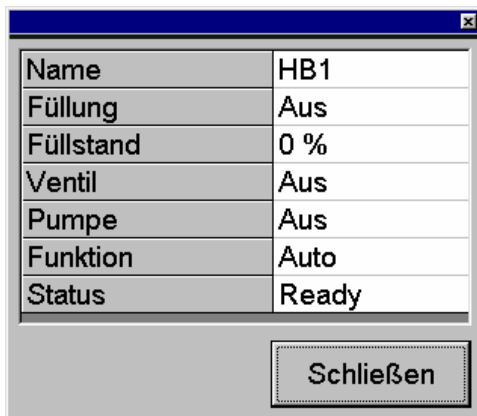 Name HB1
Füllung Aus
Füllstand 0 %
Ventil Aus
Pumpe Aus
Funktion Auto
Status Ready
Schließen